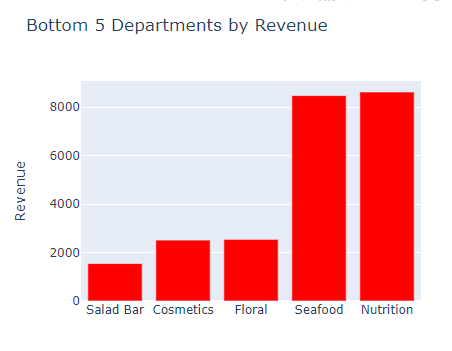 Bottom 5 Departments by Revenue
Revenue
8000
6000
4000
2000
0
Salad Bar Cosmetics Floral Seafood Nutrition